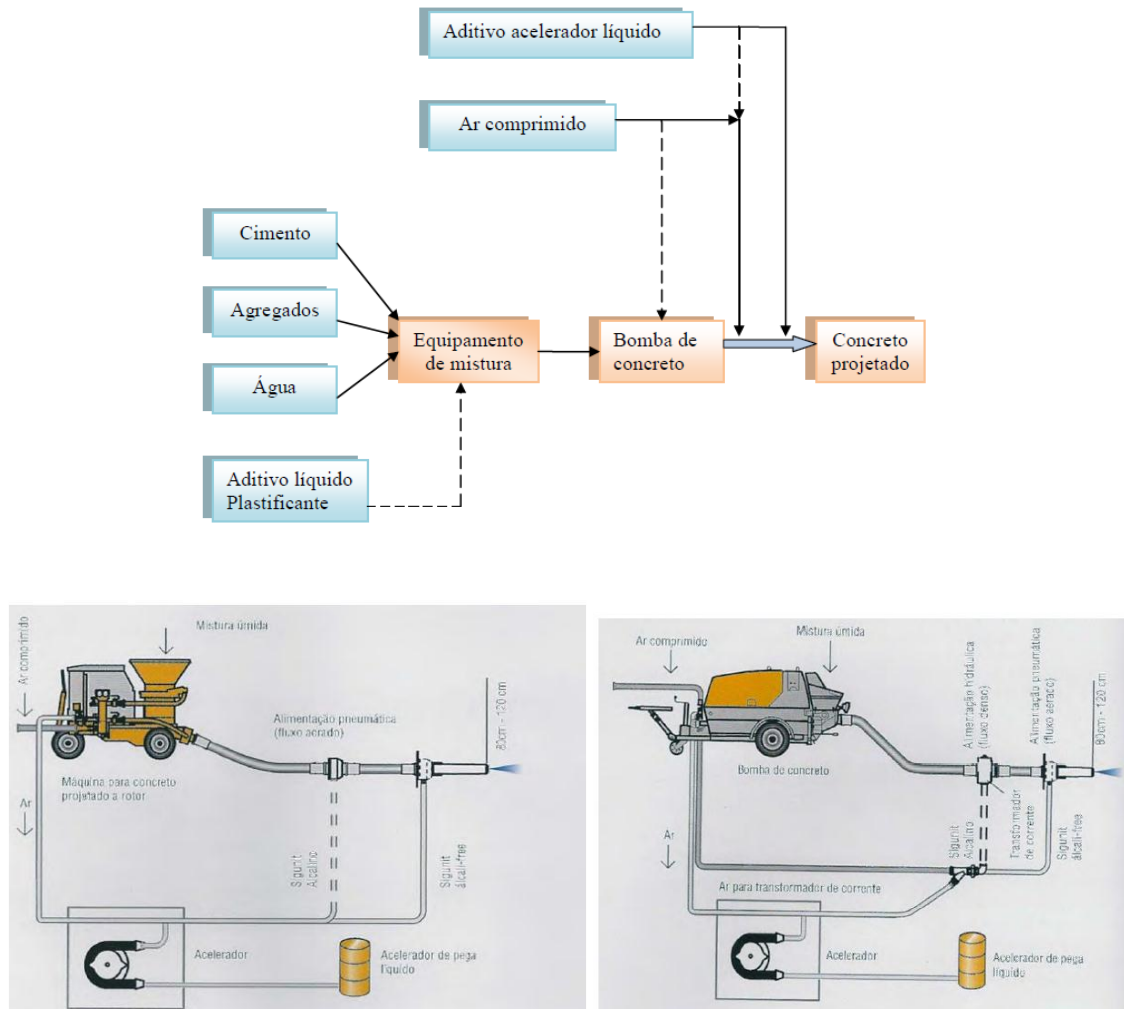 Aditivo acelerador líquido
Ar comprimido
Cimento
Agregados
Água
Aditivo líquido
Plastificante
Equipamento
de mistura
Bomba de
concreto
Concreto
projetado
Ar comprimido
Mistura úmida
Alimentação pneumática
(fluxo aerado)
80cm - 120 cm
Máquina para concreto
projetado a rotor
Ar
Sigunit
Alcalino
Sigunit
álcali-free
Acelerador
Acelerador de pega
líquido
Ar comprimido
Mistura úmida
Alimentação hidráulica
(fluxo denso)
Alimentação pneumática
(fluxo aerado)
80cm - 120 cm
Bomba de concreto
Ar
Sigunit
Alcalino
Transformador
de corrente
Sigunit
álcali-free
Ar para transformador de corrente
Acelerador
Acelerador de pega
líquido